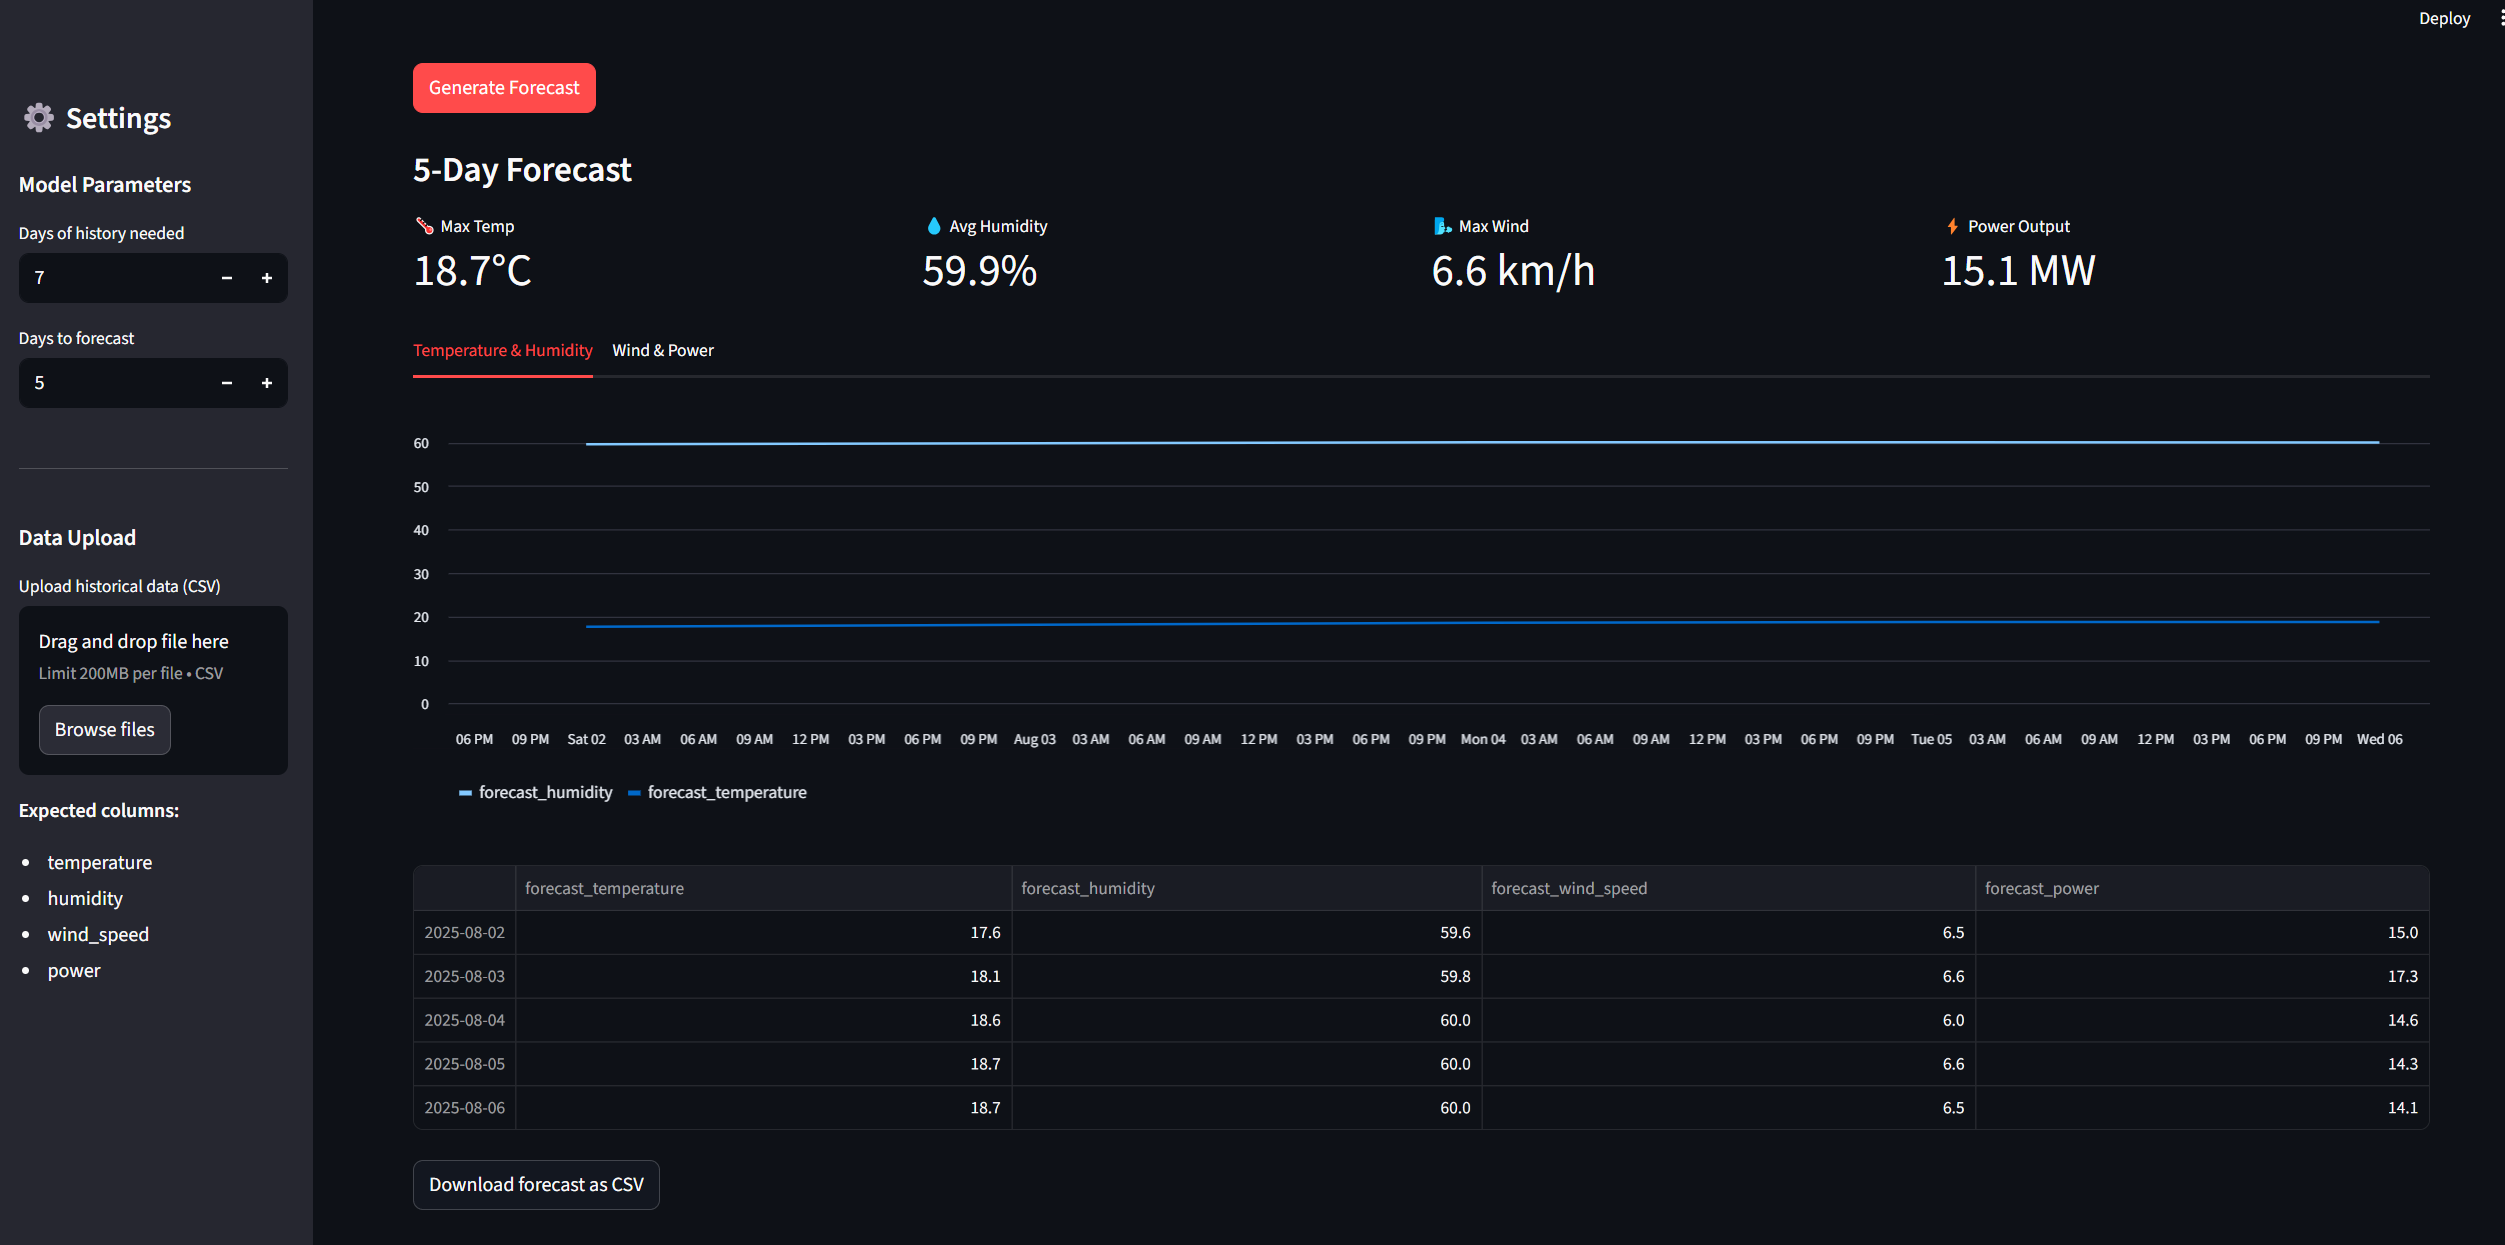 Deploy
Settings
Model Parameters
Days of history needed
7
Days to forecast
5
Data Upload
Upload historical data (CSV)
Drag and drop file here
Limit 200MB per file • CSV
Browse files
Expected columns:
• temperature
• humidity
• wind_speed
• power
Generate Forecast
5-Day Forecast
Max Temp Avg Humidity Max Wind Power Output
18.7°C 59.9% 6.6 km/h 15.1 MW
Temperature & Humidity Wind & Power
60
50
40
30
20
10
0
06 PM 09 PM Sat 02 03 AM 06 AM 09 AM 12 PM 03 PM 06 PM 09 PM Aug 03 03 AM 06 AM 09 AM 12 PM 03 PM 06 PM 09 PM Mon 04 03 AM 06 AM 09 AM 12 PM 03 PM 06 PM 09 PM Tue 05 03 AM 06 AM 09 AM 12 PM 03 PM 06 PM 09 PM Wed 06
forecast_humidity forecast_temperature
forecast_temperature forecast_humidity forecast_wind_speed forecast_power
2025-08-02 17.6 59.6 6.5 15.0
2025-08-03 18.1 59.8 6.6 17.3
2025-08-04 18.6 60.0 6.0 14.6
2025-08-05 18.7 60.0 6.6 14.3
2025-08-06 18.7 60.0 6.5 14.1
Download forecast as CSV